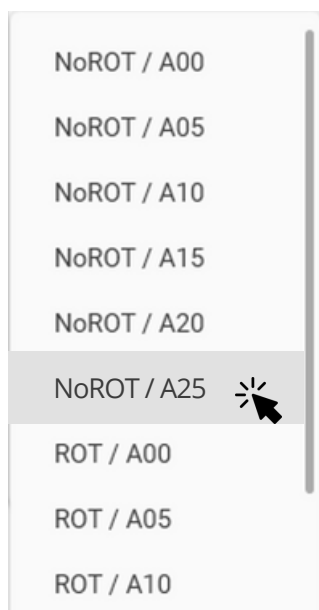 NoROT / A00
NoROT / A05
NoROT / A10
NoROT / A15
NoROT / A20
NoROT / A25
ROT / A00
ROT / A05
ROT / A10